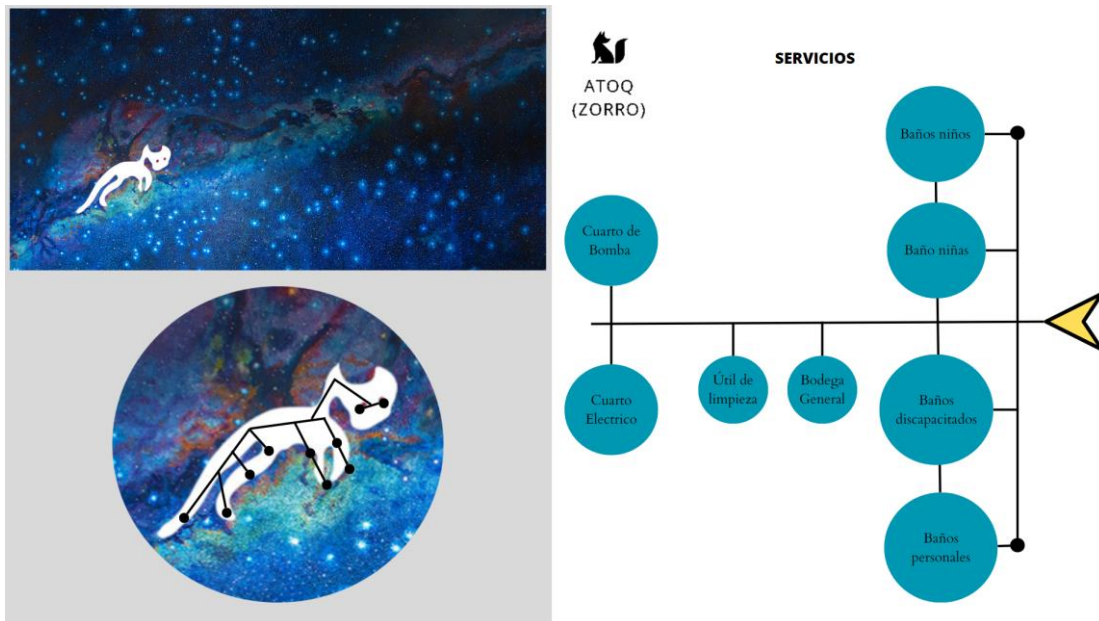 ATOQ
(ZORRO)
SERVICIOS
Baños niños
Cuarto de
Bomba
Baño niñas
Cuarto
Electrico
Útil de
limpieza
Bodega
General
Baños
discapacitados
Baños
personales